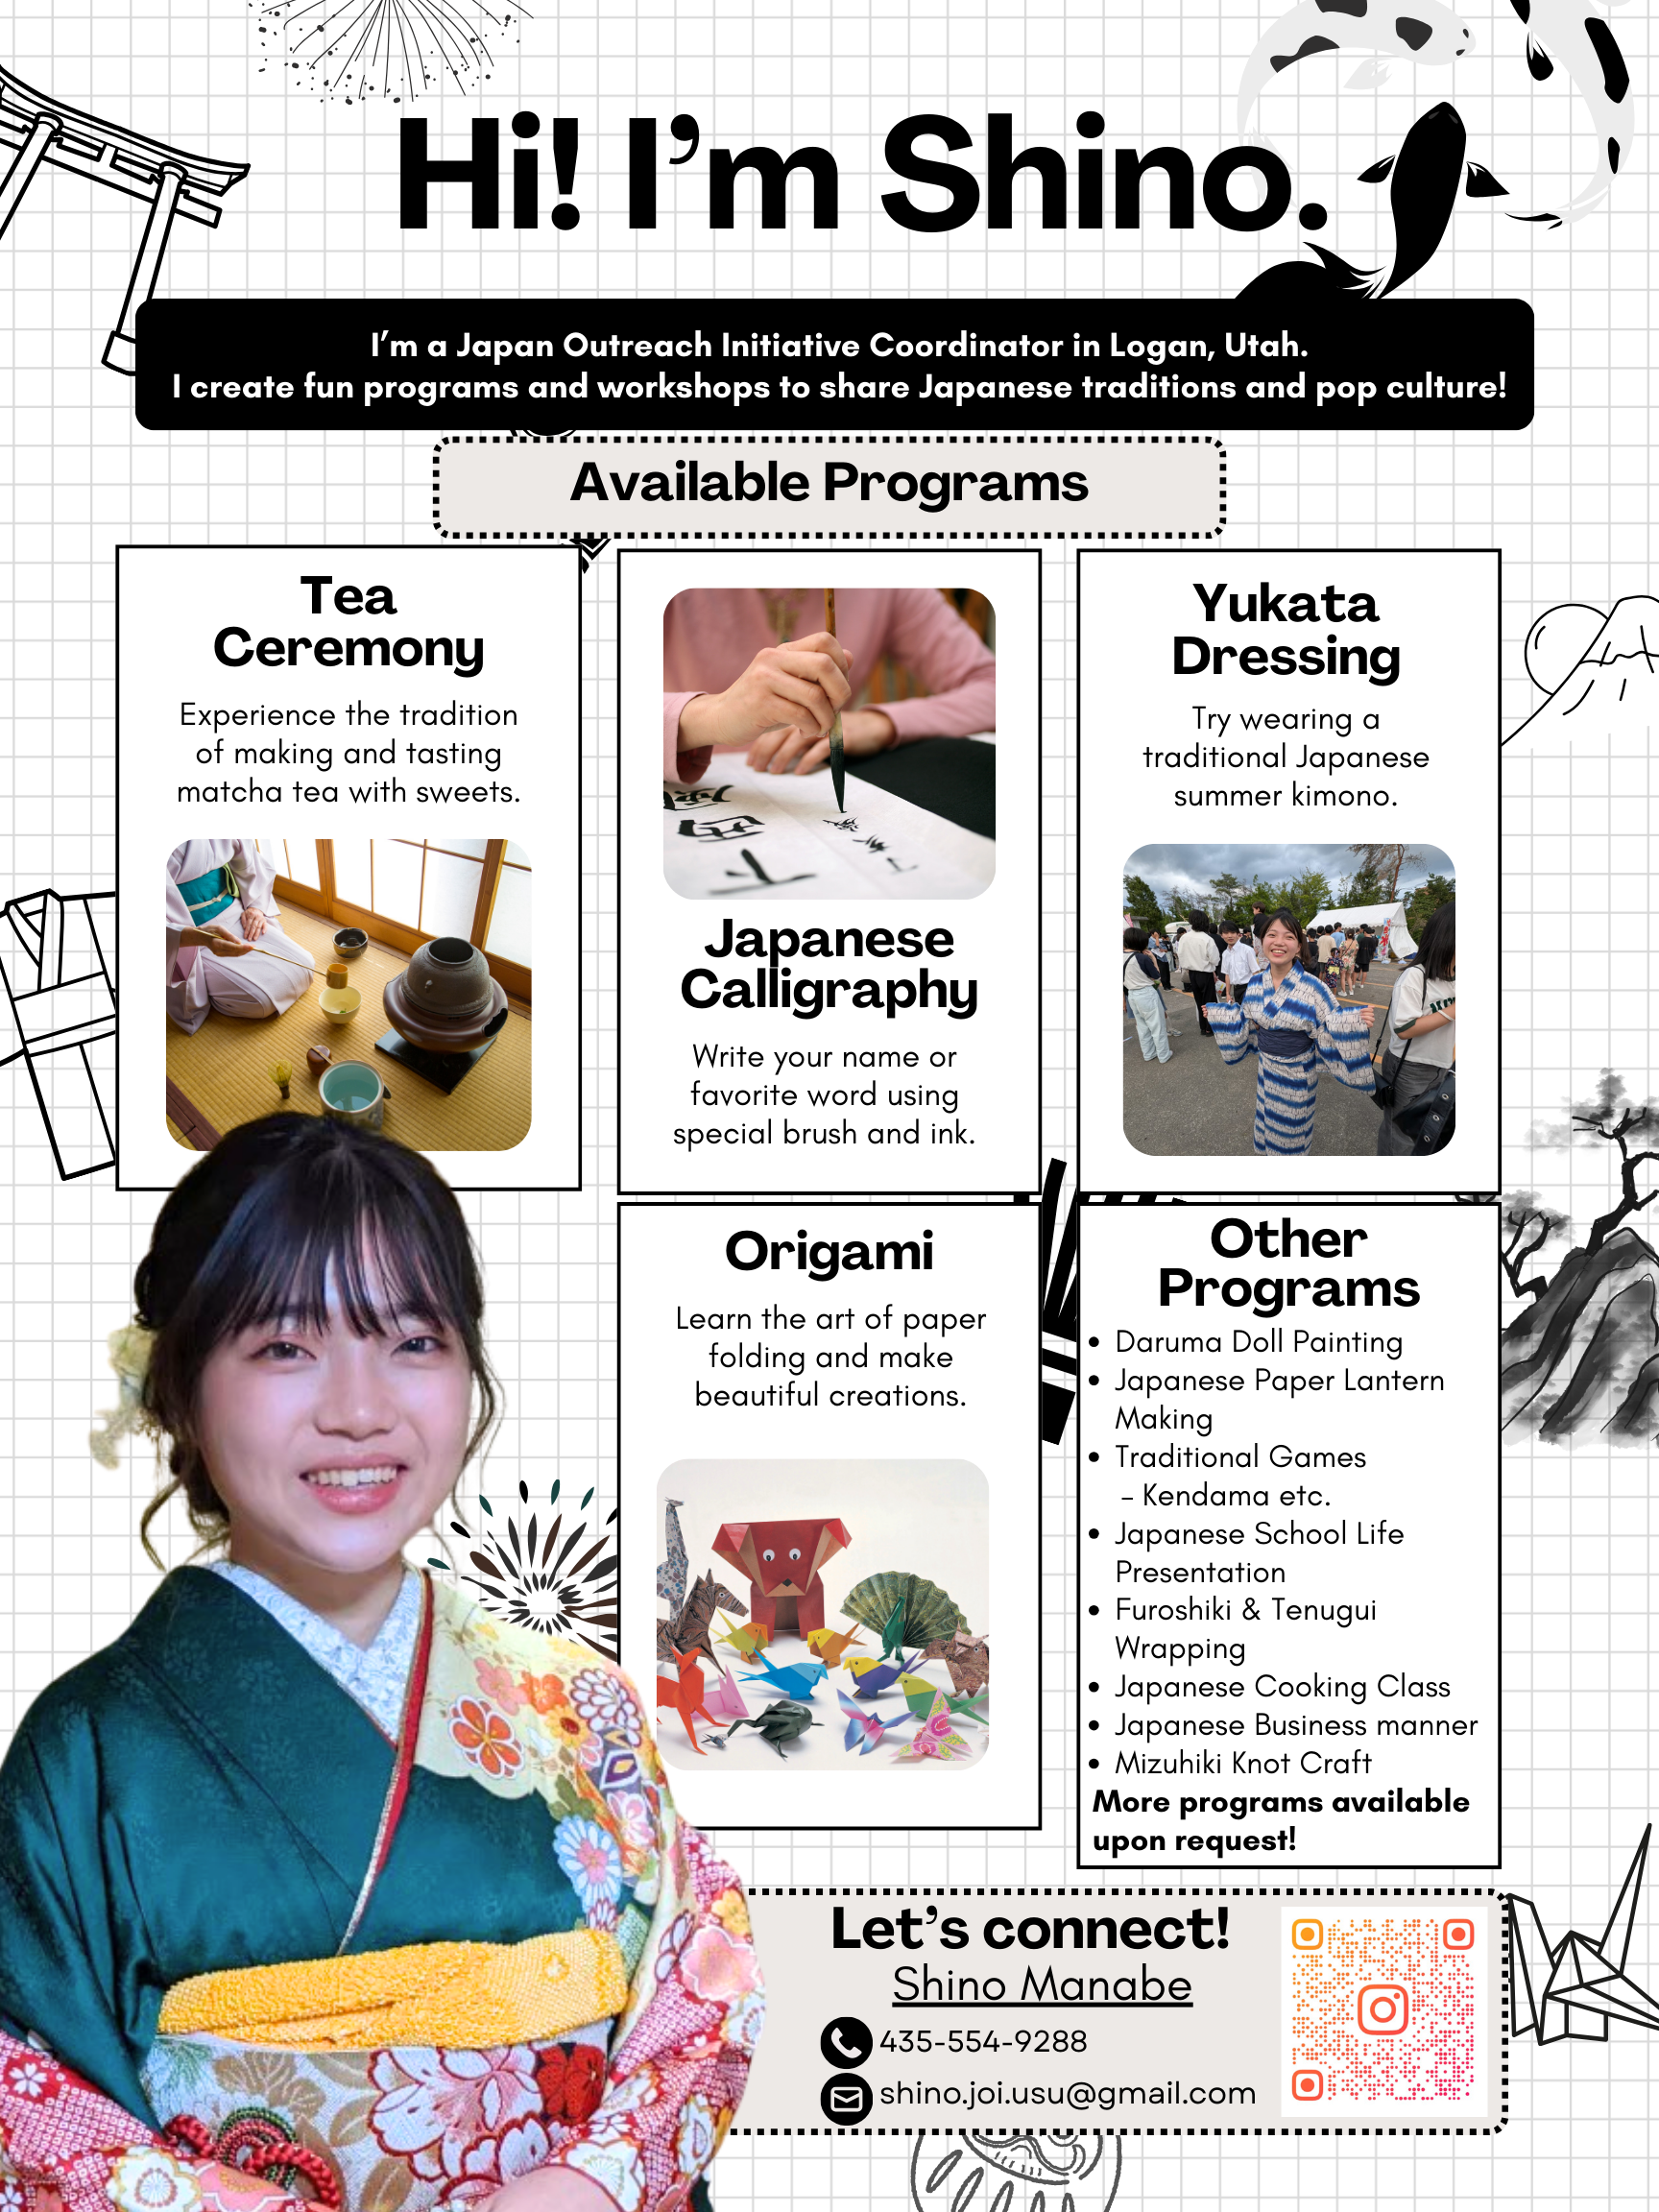 Hi! I'm Shino.
I'm a Japan Outreach Initiative Coordinator in Logan, Utah.
I create fun programs and workshops to share Japanese traditions and pop culture!
Available Programs
Tea
Ceremony
Experience the tradition
of making and tasting
matcha tea with sweets.
Japanese
Calligraphy
Write your name or
favorite word using
special brush and ink.
Yukata
Dressing
Try wearing a
traditional Japanese
summer kimono.
Origami
Learn the art of paper
folding and make
beautiful creations.
Other
Programs
• Daruma Doll Painting
• Japanese Paper Lantern
Making
• Traditional Games
– Kendama etc.
• Japanese School Life
Presentation
• Furoshiki & Tenugui
Wrapping
• Japanese Cooking Class
• Japanese Business manner
• Mizuhiki Knot Craft
More programs available
upon request!
Let's connect!
Shino Manabe
435-554-9288
shino.joi.usu@gmail.com